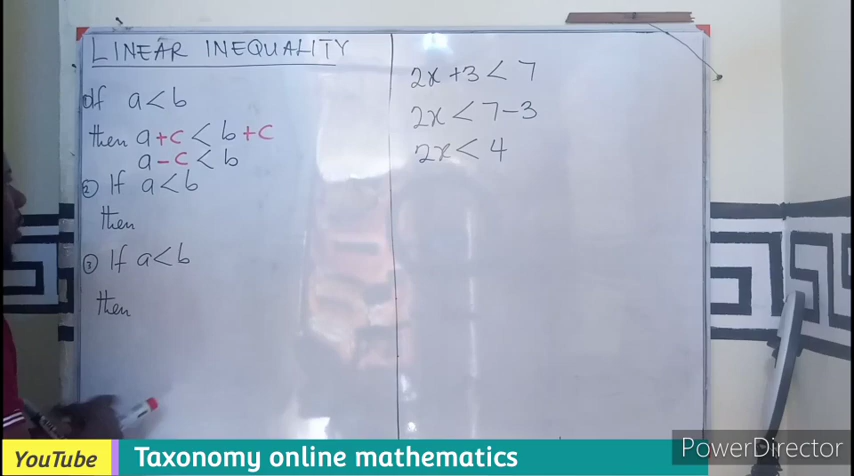 LINEAR INEQUALITY
① If a < b
then a + c < b + c
a - c < b
② If a < b
then
③ If a < b
then
2x + 3 < 7
2x < 7 - 3
2x < 4
YouTube Taxonomy online mathematics
PowerDirector